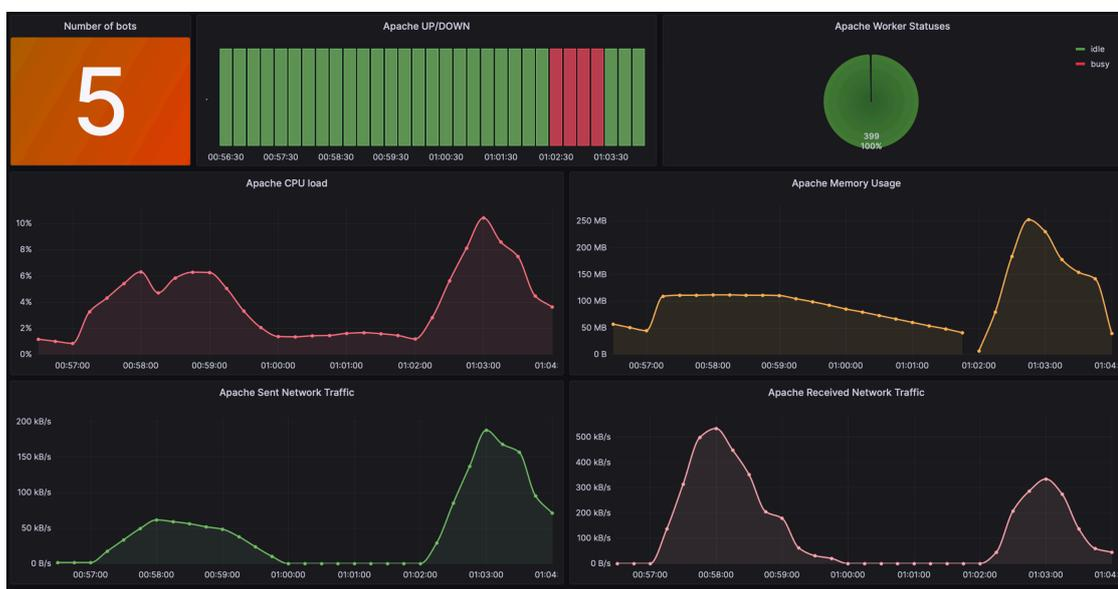 Number of bots
5
Apache UP/DOWN
00:56:30 00:57:30 00:58:30 00:59:30 01:00:30 01:01:30 01:02:30 01:03:30
Apache Worker Statuses
idle
busy
399
100%
Apache CPU load
10%
8%
6%
4%
2%
0%
00:57:00 00:58:00 00:59:00 01:00:00 01:01:00 01:02:00 01:03:00 01:04:
Apache Memory Usage
250 MB
200 MB
150 MB
100 MB
50 MB
0 B
00:57:00 00:58:00 00:59:00 01:00:00 01:01:00 01:02:00 01:03:00 01:04:
Apache Sent Network Traffic
200 kB/s
150 kB/s
100 kB/s
50 kB/s
0 B/s
00:57:00 00:58:00 00:59:00 01:00:00 01:01:00 01:02:00 01:03:00 01:04:
Apache Received Network Traffic
500 kB/s
400 kB/s
300 kB/s
200 kB/s
100 kB/s
0 B/s
00:57:00 00:58:00 00:59:00 01:00:00 01:01:00 01:02:00 01:03:00 01:04: